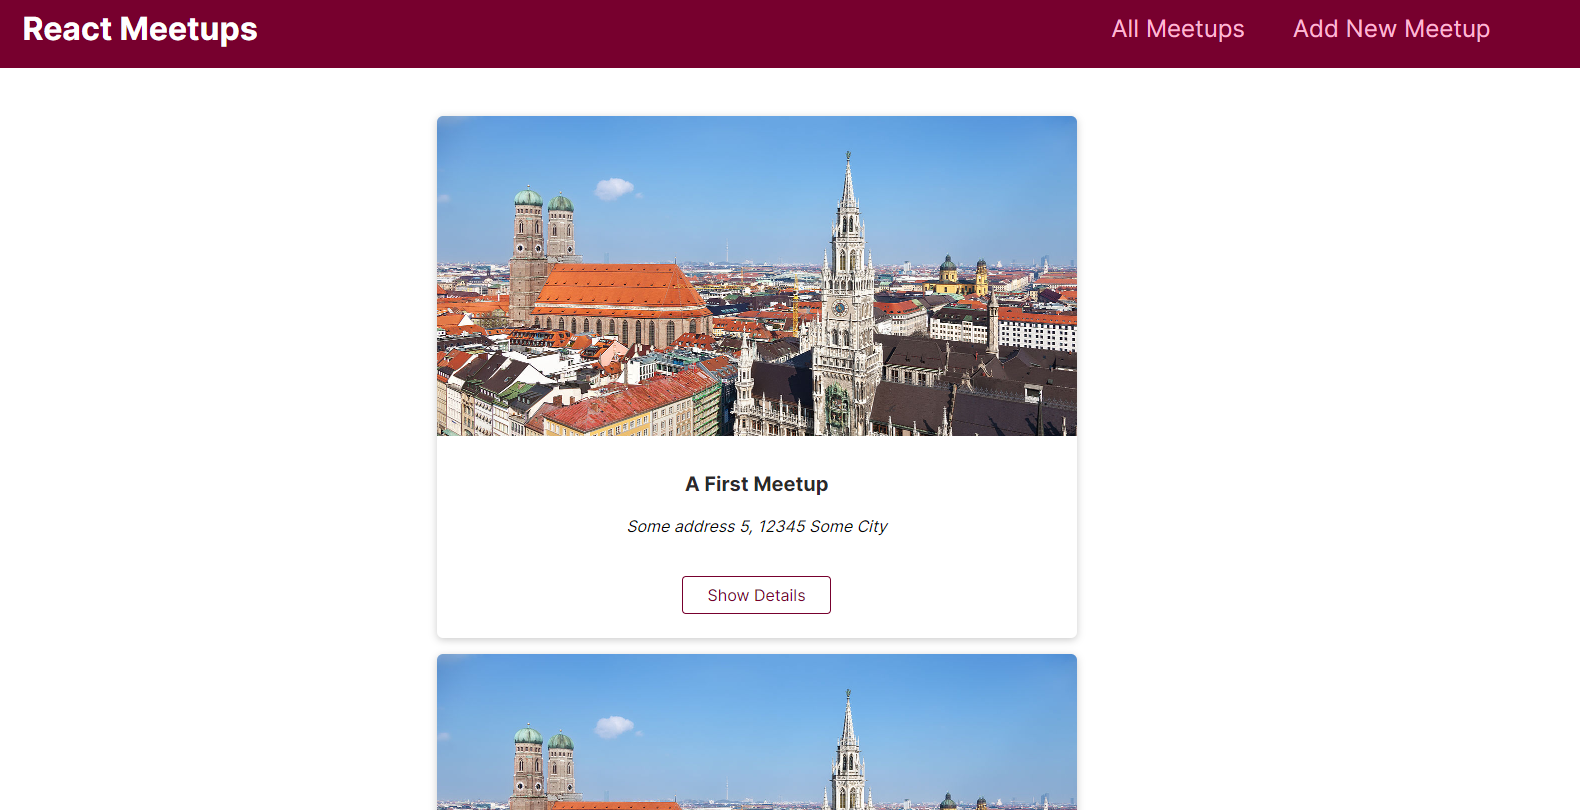 React Meetups
All Meetups
Add New Meetup
A First Meetup
Some address 5, 12345 Some City
Show Details